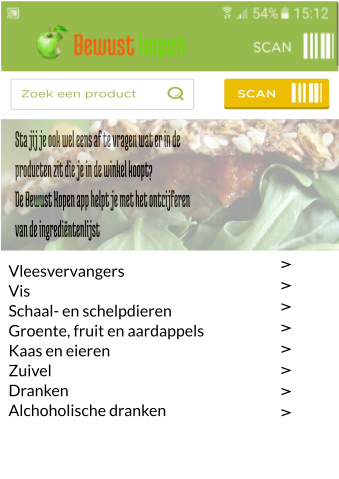 54% 15:12
Bewust Kopen
SCAN
Zoek een product
SCAN
Sta jij je ook wel eens af te vragen wat er in de
producten zit die je in de winkel koopt?
De Bewust Kopen app helpt je met het ontcijferen
van de ingrediëntenlijst
Vleesvervangers >
Vis >
Schaal- en schelpdieren >
Groente, fruit en aardappels >
Kaas en eieren >
Zuivel >
Dranken >
Alchoholische dranken >